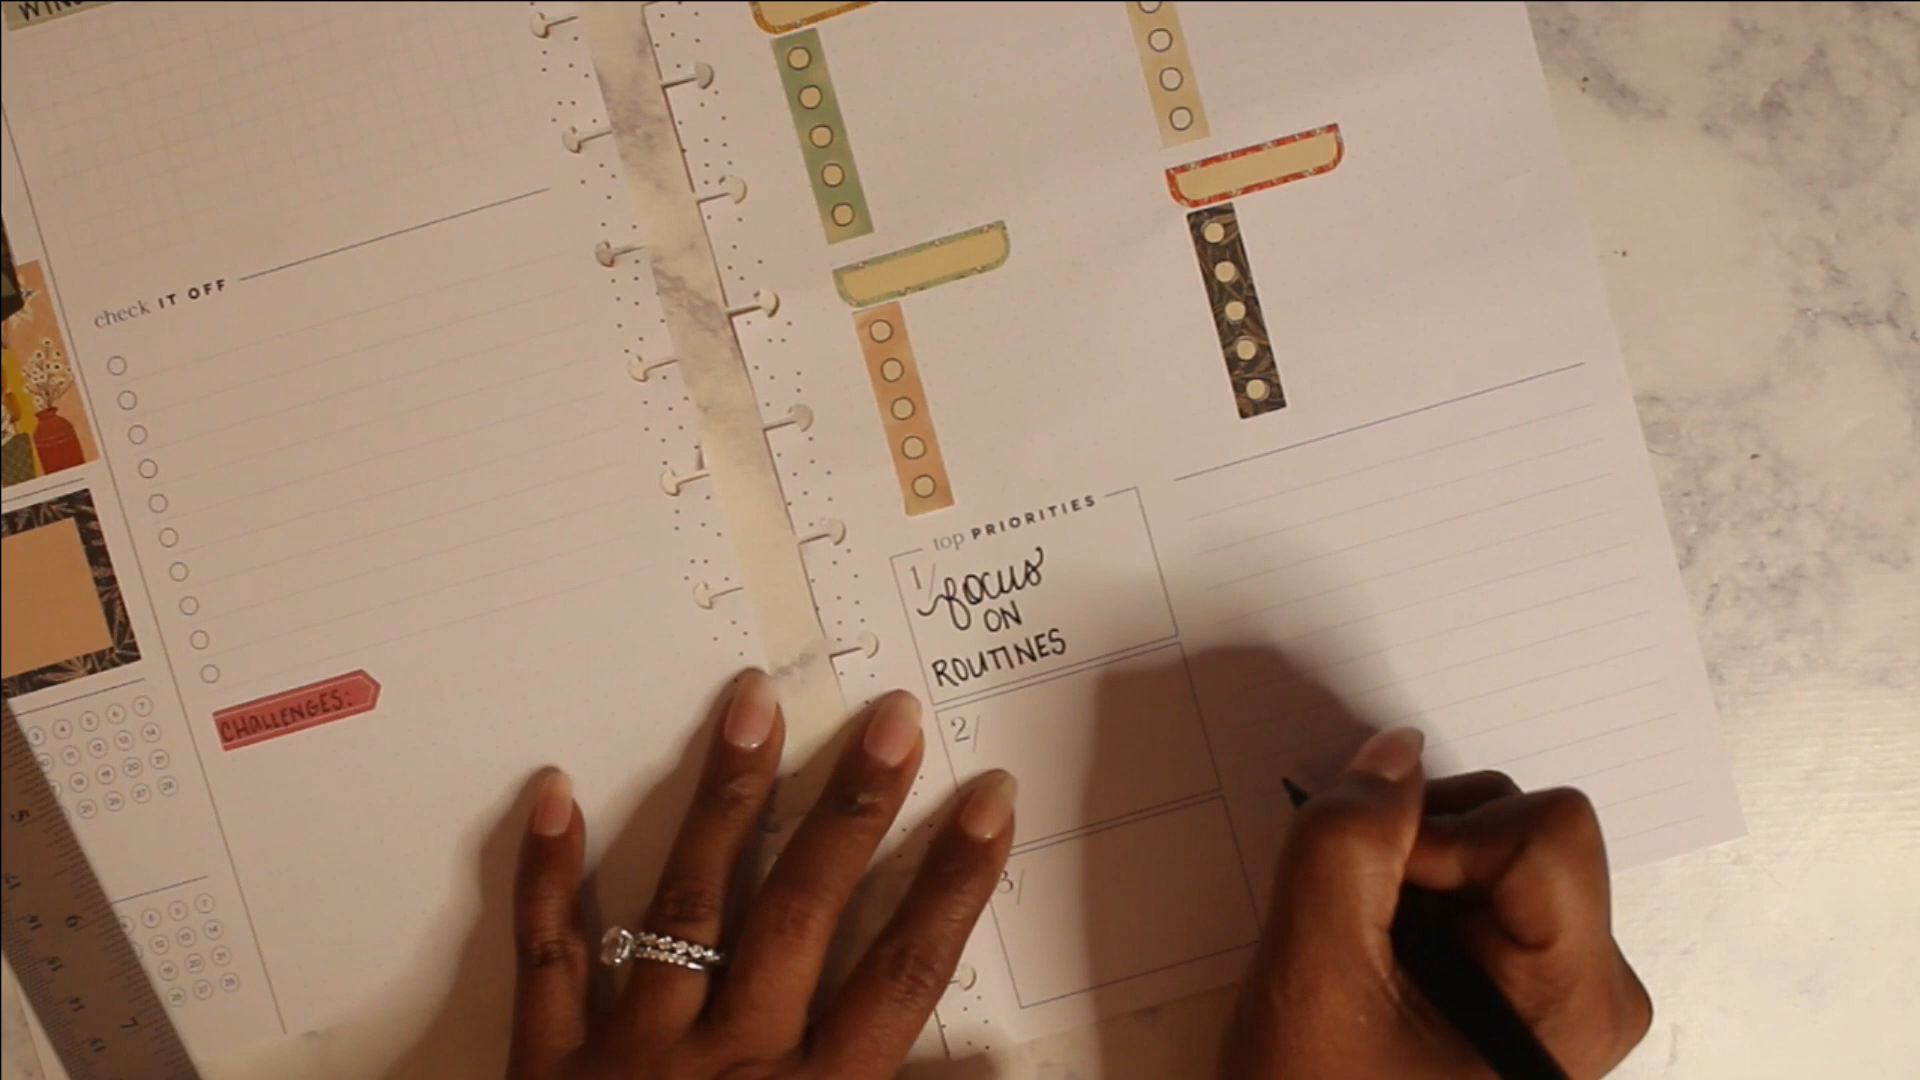 check IT OFF
CHALLENGES:
top PRIORITIES
1/ focus
ON
ROUTINES
2/
3/